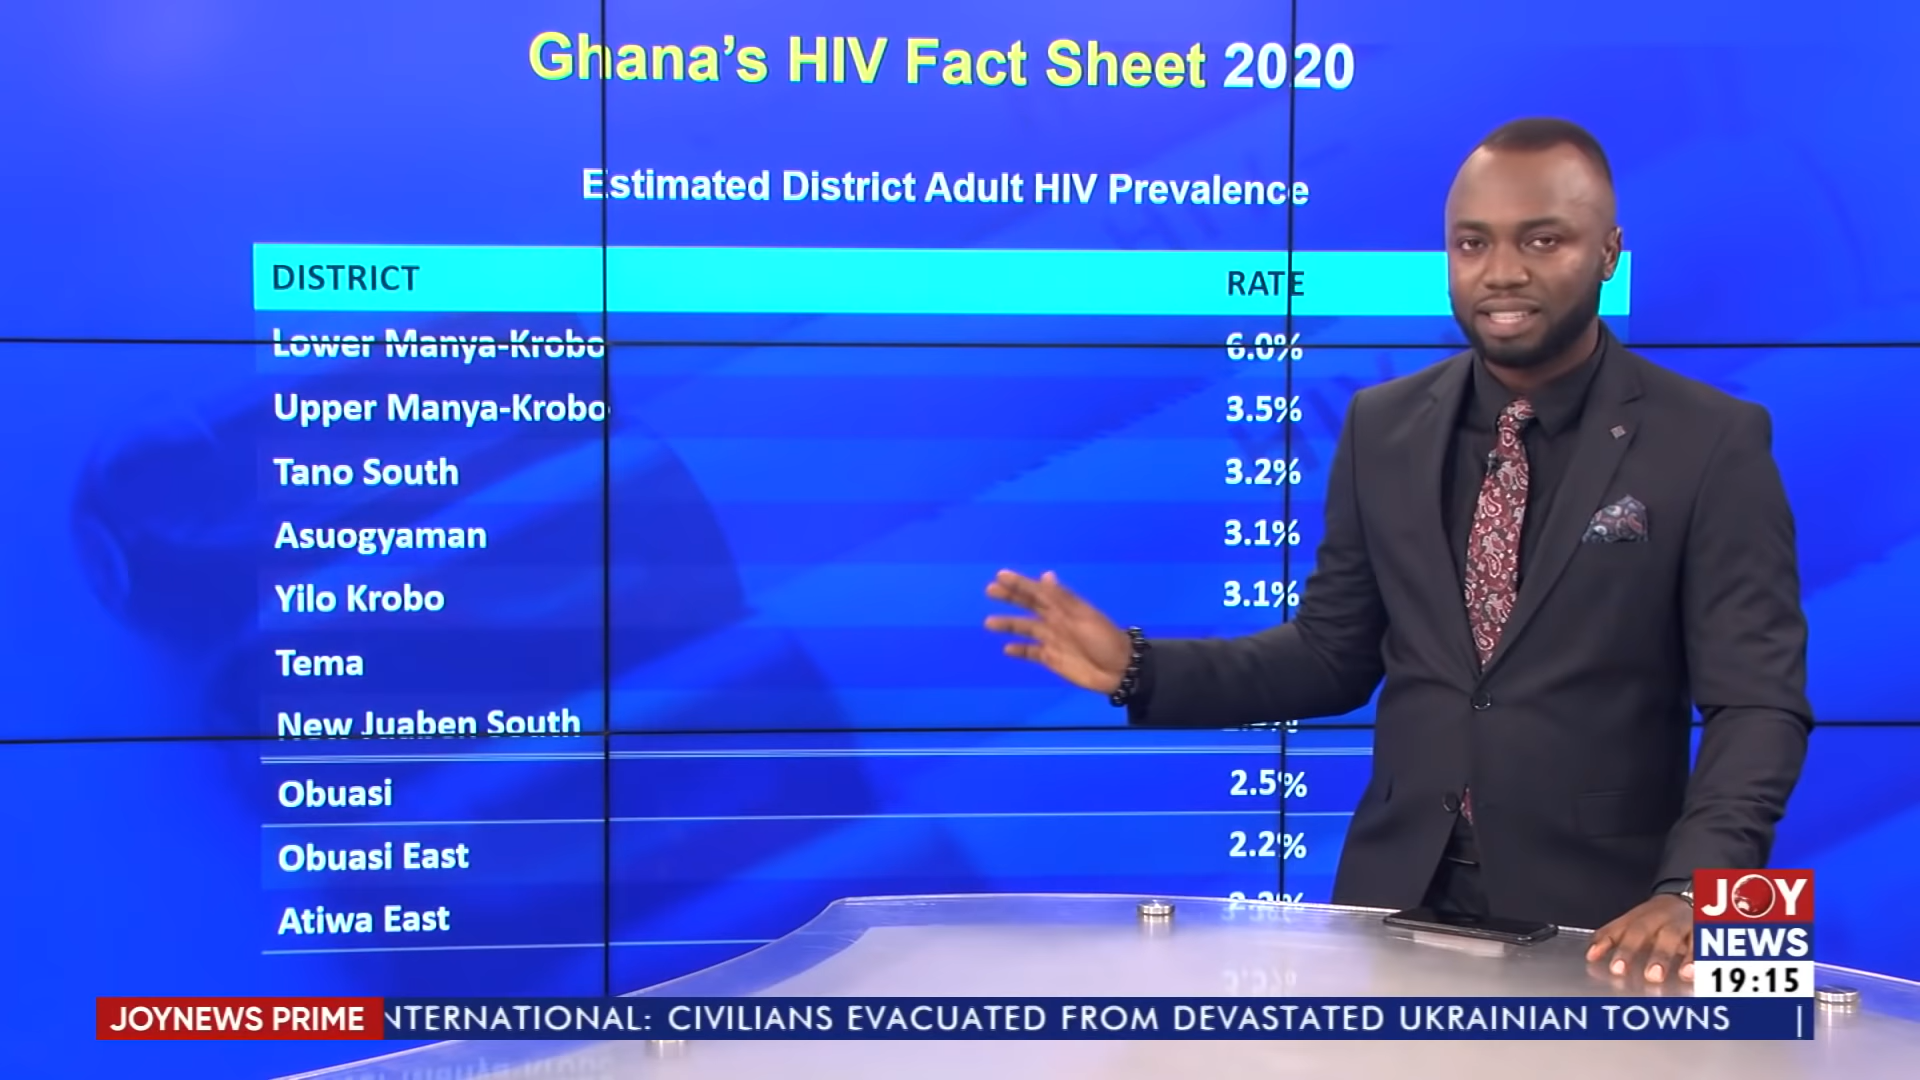 Ghana's HIV Fact Sheet 2020
Estimated District Adult HIV Prevalence
DISTRICT RATE
Lower Manya-Krobo 6.0%
Upper Manya-Krobo 3.5%
Tano South 3.2%
Asuogyaman 3.1%
Yilo Krobo 3.1%
Tema
New Juaben South
Obuasi 2.5%
Obuasi East 2.2%
Atiwa East
JOY
NEWS
19:15
JOYNEWS PRIME NTERNATIONAL: CIVILIANS EVACUATED FROM DEVASTATED UKRAINIAN TOWNS |